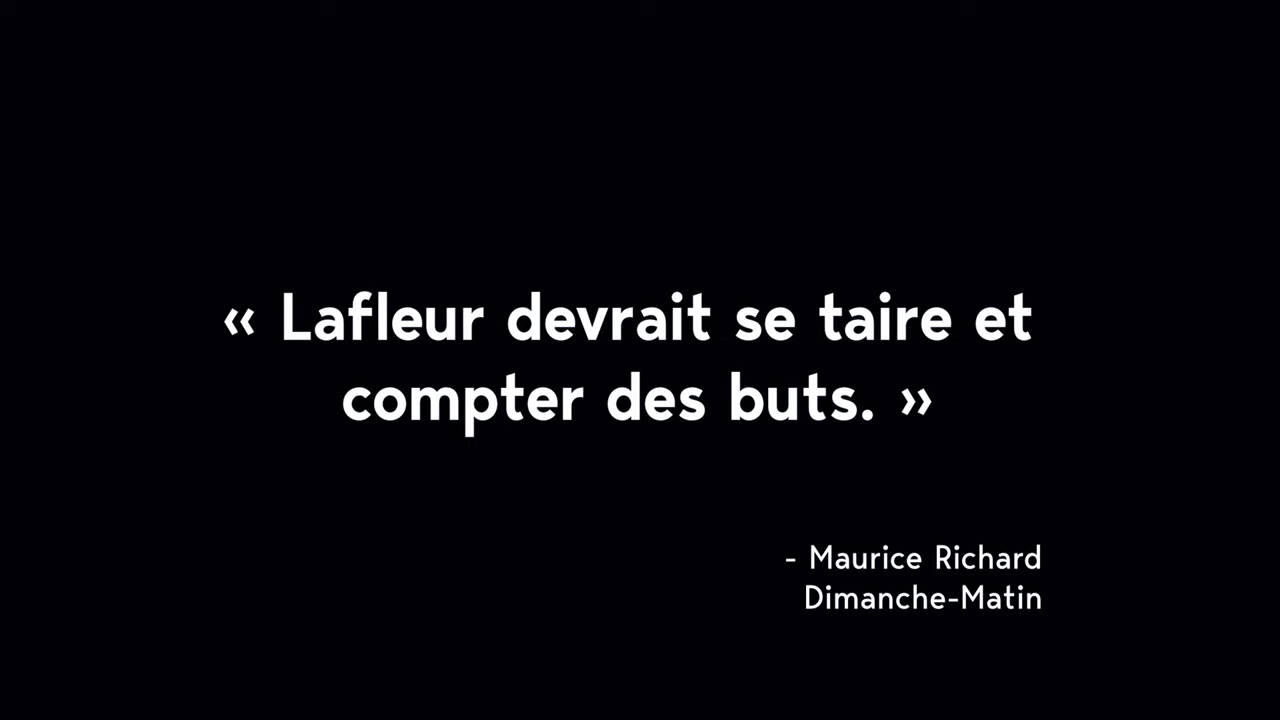 « Lafleur devrait se taire et
compter des buts. »
- Maurice Richard
Dimanche-Matin